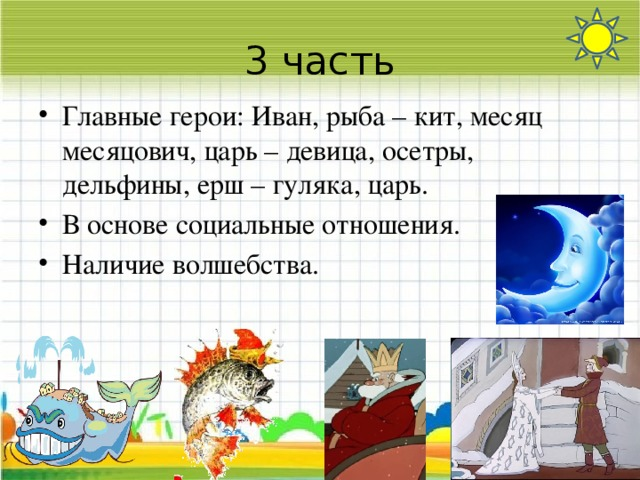 3 часть
• Главные герои: Иван, рыба – кит, месяц
месяцович, царь – девица, осетры,
дельфины, ерш – гуляка, царь.
• В основе социальные отношения.
• Наличие волшебства.